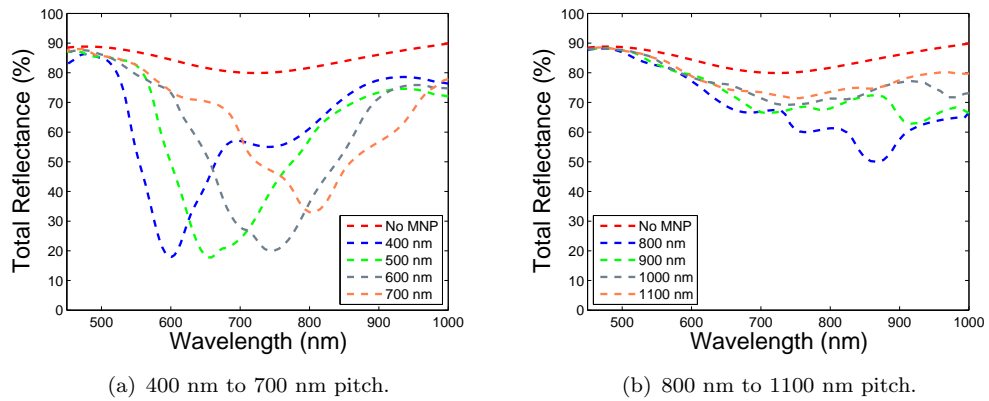 100
90
80
70
60
50
40
30
20
10
0
Total Reflectance (%)
500 600 700 800 900 1000
Wavelength (nm)
No MNP
400 nm
500 nm
600 nm
700 nm
(a) 400 nm to 700 nm pitch.
100
90
80
70
60
50
40
30
20
10
0
Total Reflectance (%)
500 600 700 800 900 1000
Wavelength (nm)
No MNP
800 nm
900 nm
1000 nm
1100 nm
(b) 800 nm to 1100 nm pitch.